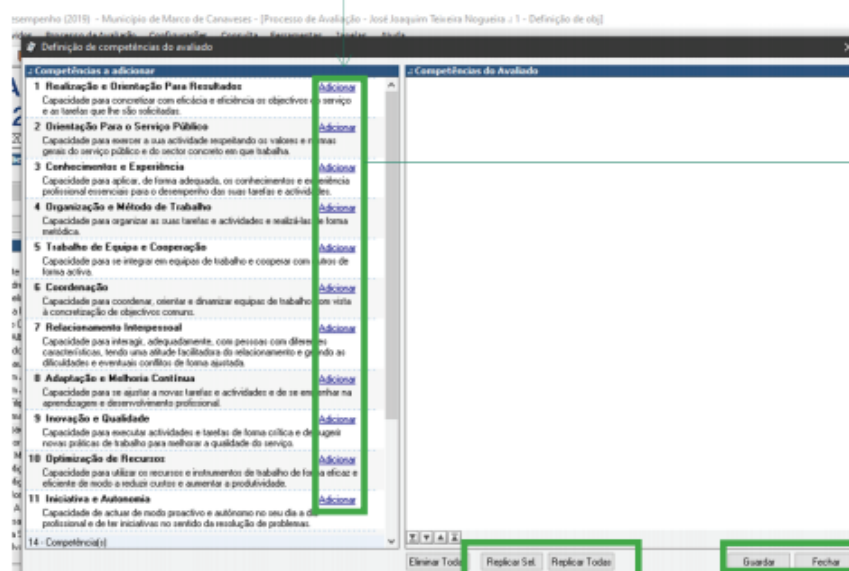 esempenho (2019) - Município de Marco de Canaveses - [Processo de Avaliação - José Joaquim Teixeira Nogueira .: 1 - Definição de obj]
Processo de Avaliação Configurações Consulta Ferramentas Janelas Ajuda
Definição de competências do avaliado
.: Competências a adicionar
.: Competências do Avaliado
1 Realização e Orientação Para Resultados Adicionar
Capacidade para concretizar com eficácia e eficiência os objectivos do serviço
e as tarefas que lhe são solicitadas.
2 Orientação Para o Serviço Público Adicionar
Capacidade para exercer a sua actividade respeitando os valores e normas
gerais do serviço público e do sector concreto em que trabalha.
3 Conhecimentos e Experiência Adicionar
Capacidade para aplicar, de forma adequada, os conhecimentos e experiência
profissional essenciais para o desempenho das suas tarefas e actividades.
4 Organização e Método de Trabalho Adicionar
Capacidade para organizar as suas tarefas e actividades e realizá-las de forma
metódica.
5 Trabalho de Equipa e Cooperação Adicionar
Capacidade para se integrar em equipas de trabalho e cooperar com outros de
forma activa.
6 Coordenação Adicionar
Capacidade para coordenar, orientar e dinamizar equipas de trabalho com vista
à concretização de objectivos comuns.
7 Relacionamento Interpessoal Adicionar
Capacidade para interagir, adequadamente, com pessoas com diferentes
características, tendo uma atitude facilitadora do relacionamento e gerindo as
dificuldades e eventuais conflitos de forma ajustada.
8 Adaptação e Melhoria Contínua Adicionar
Capacidade para se ajustar a novas tarefas e actividades e de se empenhar na
aprendizagem e desenvolvimento profissional.
9 Inovação e Qualidade Adicionar
Capacidade para executar actividades e tarefas de forma crítica e de sugerir
novas práticas de trabalho para melhorar a qualidade do serviço.
10 Optimização de Recursos Adicionar
Capacidade para utilizar os recursos e instrumentos de trabalho de forma eficaz e
eficiente de modo a reduzir custos e aumentar a produtividade.
11 Iniciativa e Autonomia Adicionar
Capacidade de actuar de modo proactivo e autónomo no seu dia a dia
profissional e de ter iniciativas no sentido da resolução de problemas.
14 - Competência(s)
Eliminar Toda Replicar Sel. Replicar Todas Guardar Fechar